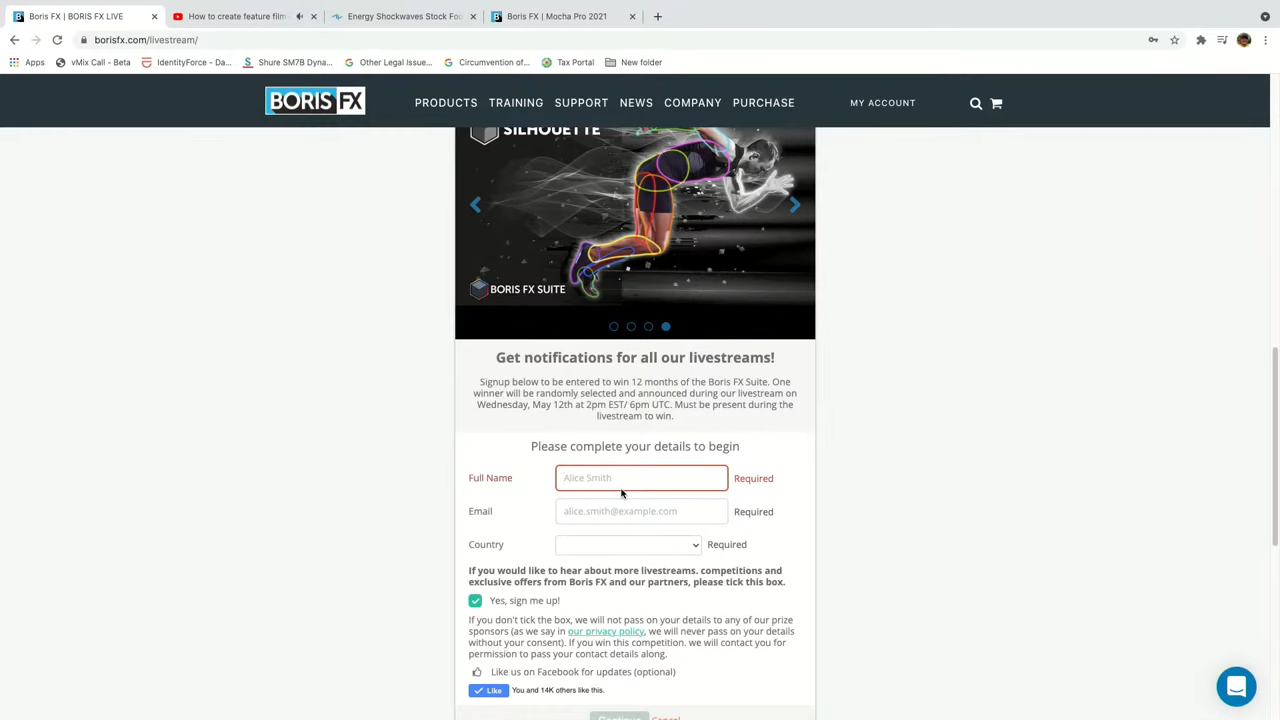 Boris FX | BORIS FX LIVE
How to create feature film
Energy Shockwaves Stock Foo
Boris FX | Mocha Pro 2021
borisfx.com/livestream/
Apps
vMix Call - Beta
IdentityForce - Da...
Shure SM7B Dyna...
Other Legal Issue...
Circumvention of...
Tax Portal
New folder
BORIS FX
PRODUCTS TRAINING SUPPORT NEWS COMPANY PURCHASE
MY ACCOUNT
SILHOUETTE
BORIS FX SUITE
Get notifications for all our livestreams!
Signup below to be entered to win 12 months of the Boris FX Suite. One
winner will be randomly selected and announced during our livestream on
Wednesday, May 12th at 2pm EST/ 6pm UTC. Must be present during the
livestream to win.
Please complete your details to begin
Full Name Alice Smith Required
Email alice.smith@example.com Required
Country Required
If you would like to hear about more livestreams. competitions and
exclusive offers from Boris FX and our partners, please tick this box.
Yes, sign me up!
If you don't tick the box, we will not pass on your details to any of our prize
sponsors (as we say in our privacy policy, we will never pass on your details
without your consent). If you win this competition. we will contact you for
permission to pass your contact details along.
Like us on Facebook for updates (optional)
Like You and 14K others like this.
Continue Cancel